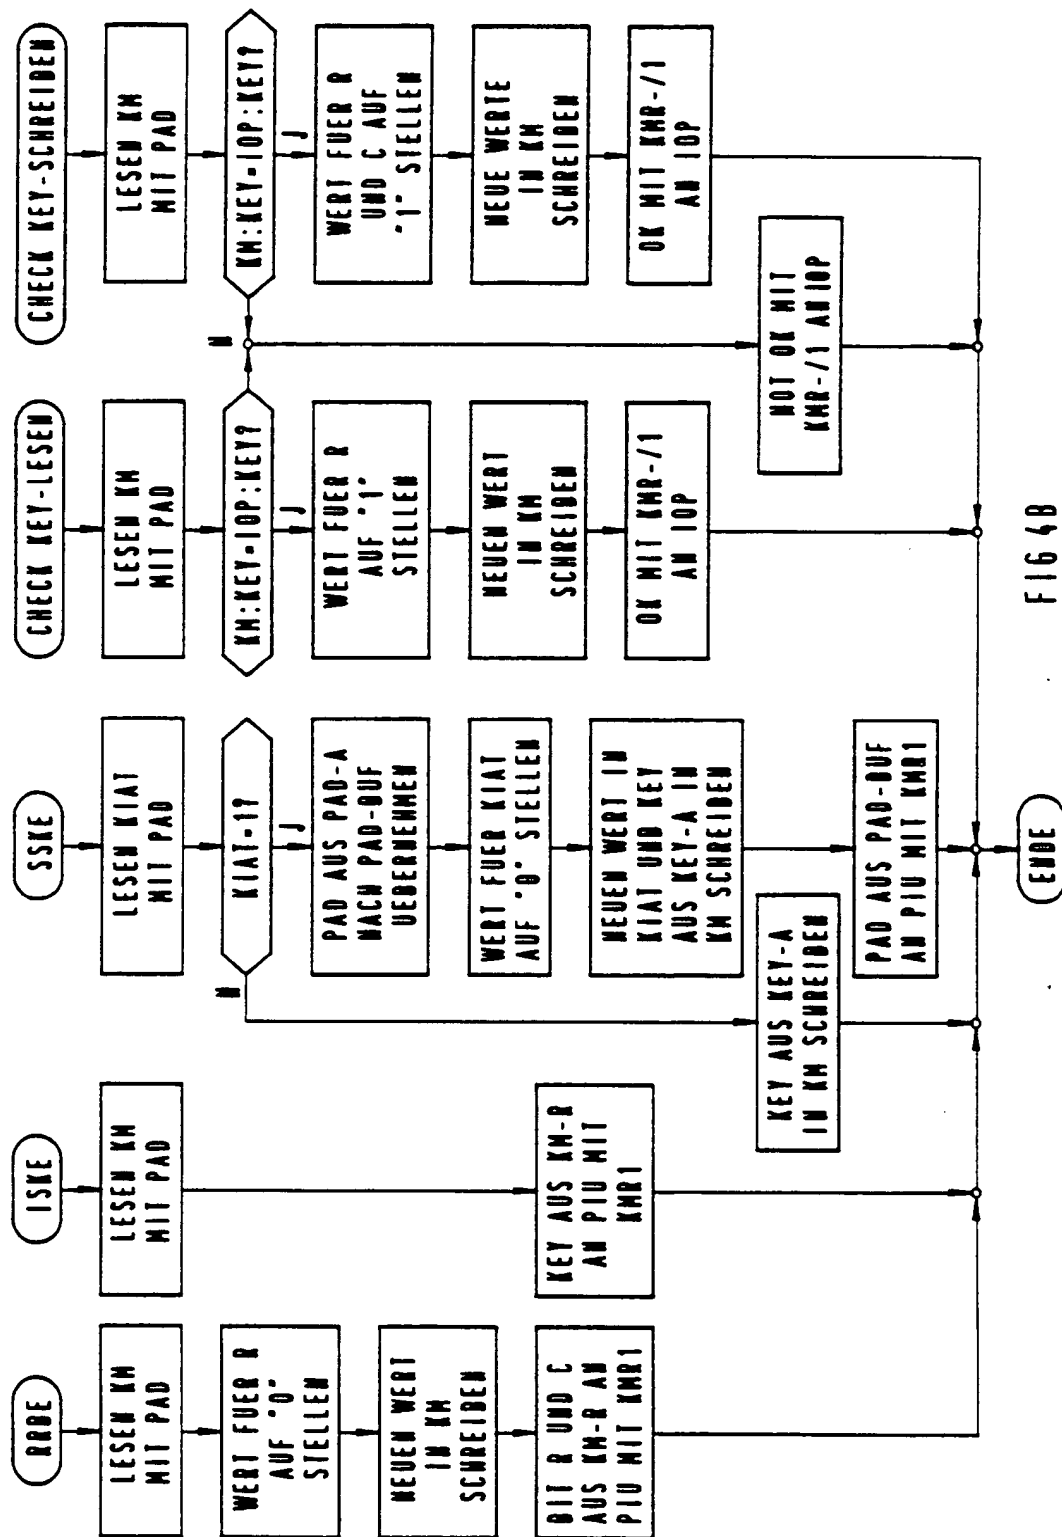 RRBE
LESEN KM
MIT PAD
WERT FUER R
AUF "0"
STELLEN
NEUEN WERT
IN KM
SCHREIBEN
BIT R UND C
AUS KM-R AN
PIU MIT KMR1
ISKE
LESEN KM
MIT PAD
KEY AUS KM-R
AN PIU MIT
KMR1
SSKE
LESEN KIAT
MIT PAD
KIAT=1?
N
J
PAD AUS PAD-A
NACH PAD-BUF
UEBERNEHMEN
WERT FUER KIAT
AUF "0" STELLEN
NEUEN WERT IN
KIAT UND KEY
AUS KEY-A IN
KM SCHREIBEN
KEY AUS KEY-A
IN KM SCHREIBEN
PAD AUS PAD-BUF
AN PIU MIT KMR1
CHECK KEY-LESEN
LESEN KM
MIT PAD
KM:KEY=IOP:KEY?
N
J
WERT FUER R
AUF "1"
STELLEN
NEUEN WERT
IN KM
SCHREIBEN
OK MIT KMR-/1
AN IOP
NOT OK MIT
KMR-/1 AN IOP
CHECK KEY-SCHREIBEN
LESEN KM
MIT PAD
KM:KEY=IOP:KEY?
J
WERT FUER R
UND C AUF
"1" STELLEN
NEUE WERTE
IN KM
SCHREIBEN
OK MIT KMR-/1
AN IOP
ENDE
FIG 4B